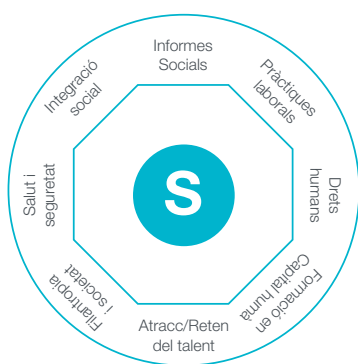 Informes
Socials
Pràctiques
laborals
Drets
humans
Formació en
Capital humà
Atracc/Reten
del talent
Filantropia
i societat
Salut i
seguretat
Integració
social
S